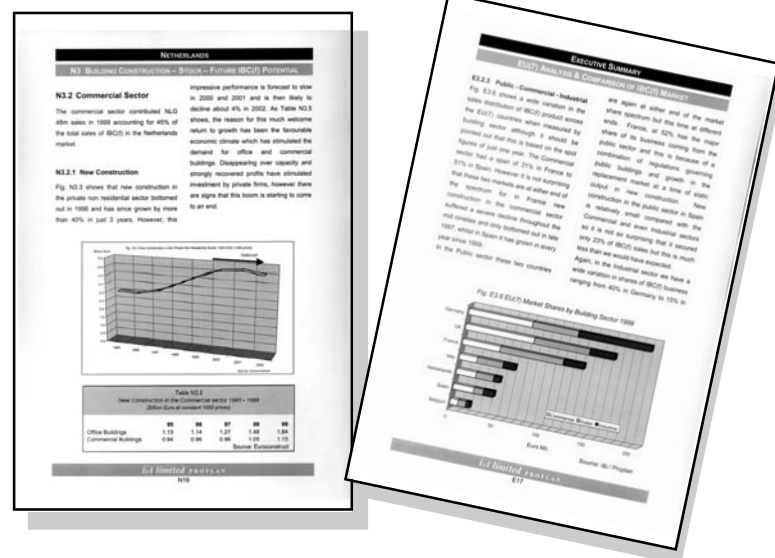 NETHERLANDS
N3 BUILDING CONSTRUCTION – STOCK – FUTURE IBC(f) POTENTIAL
N3.2 Commercial Sector
The commercial sector contributed NLG
48m sales in 1999 accounting for 45% of
the total sales of IBC(f) in the Netherlands
market.
N3.2.1 New Construction
Fig. N3.3 shows that new construction in
the private non residential sector bottomed
out in 1996 and has since grown by more
than 40% in just 3 years. However, this
impressive performance is forecast to slow
in 2000 and 2001 and is then likely to
decline about 4% in 2002. As Table N3.5
shows, the reason for this much welcome
return to growth has been the favourable
economic climate which has stimulated the
demand for office and commercial
buildings. Disappearing over capacity and
strongly recovered profits have stimulated
investment by private firms, however there
are signs that this boom is starting to come
to an end.
Table N3.5
New Construction in the Commercial sector 1995 – 1999
(Billion Euro at constant 1999 prices)
95 96 97 98 99
Office Buildings 1.13 1.14 1.27 1.48 1.64
Commercial Buildings 0.94 0.96 0.98 1.05 1.15
Source: Euroconstruct
limited PROPLAN
N19
EXECUTIVE SUMMARY
EU(7) ANALYSIS & COMPARISON OF IBC(f) MARKET
E3.2.3 Public - Commercial - Industrial
Fig. E3.6 shows a wide variation in the
sales distribution of IBC(f) product across
the EU(7) countries when measured by
building sector although it should be
pointed out that this is based on the spot
figures of just one year. The Commercial
sector had a span of 31% in France to
51% in Spain. However it is not surprising
that these two markets are at either end of
the spectrum for in France new
construction in the commercial sector
suffered a severe decline throughout the
mid nineties and only bottomed out in late
1997, whilst in Spain it has grown in every
year since 1993.
In the Public sector these two countries
are again at either end of the market
share spectrum but this time at different
ends. France, at 52% has the major
share of its business coming from the
public sector and this is because of a
combination of regulations governing
public buildings and growth in the
replacement market at a time of static
output in new construction. New
construction in the public sector in Spain
is relatively small compared with the
Commercial and even Industrial sectors
so it is not so surprising that it secured
only 23% of IBC(f) sales but this is much
less than we would have expected.
Again, in the Industrial sector we have a
wide variation in shares of IBC(f) business
ranging from 40% in Germany to 15% in
Fig. E3.6 EU(7) Market Shares by Building Sector 1999
Germany
UK
France
Italy
Netherlands
Spain
Belgium
0 50 100 150 200
Euro Mil.
Source: i&i / Proplan
limited PROPLAN
E17